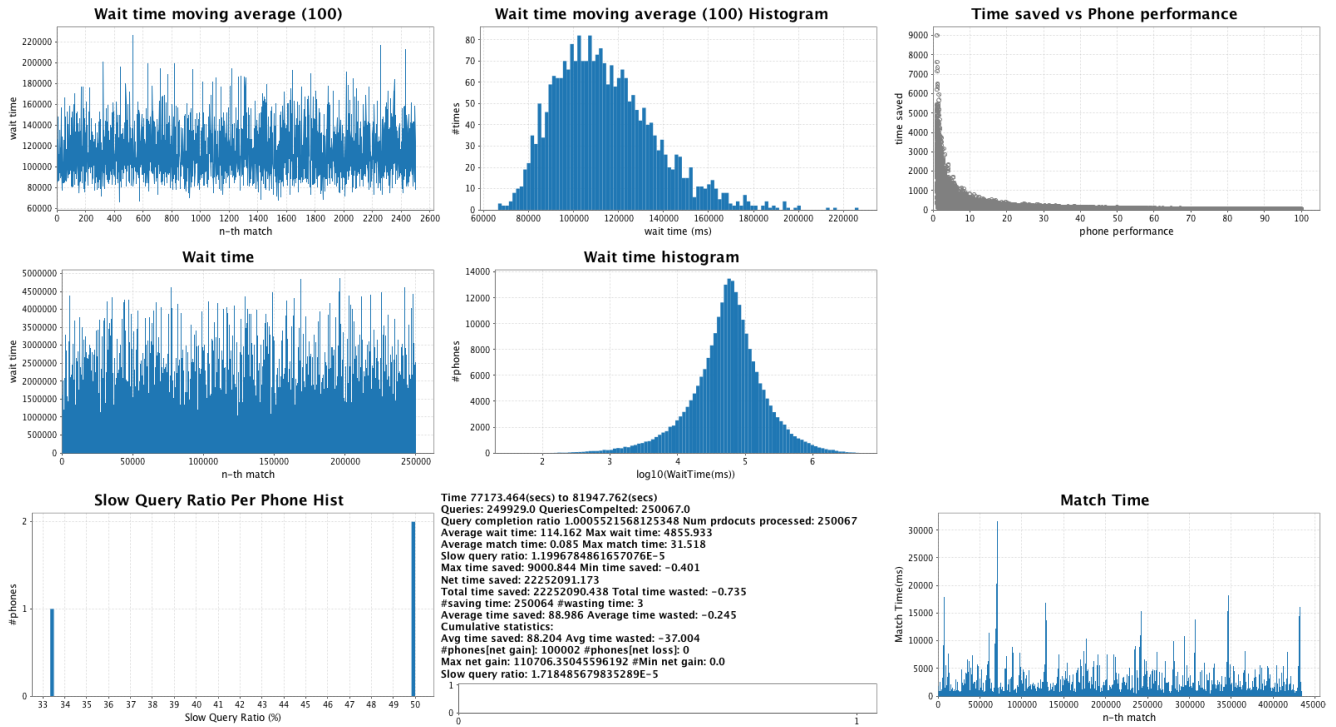 Wait time moving average (100)
wait time
220000
200000
180000
160000
140000
120000
100000
80000
60000
0 200 400 600 800 1000 1200 1400 1600 1800 2000 2200 2400 2600
n-th match
Wait time moving average (100) Histogram
#times
80
70
60
50
40
30
20
10
0
60000 80000 100000 120000 140000 160000 180000 200000 220000
wait time (ms)
Time saved vs Phone performance
time saved
9000
8000
7000
6000
5000
4000
3000
2000
1000
0
0 10 20 30 40 50 60 70 80 90 100
phone performance
Wait time
wait time
5000000
4500000
4000000
3500000
3000000
2500000
2000000
1500000
1000000
500000
0
0 50000 100000 150000 200000 250000
n-th match
Wait time histogram
#phones
14000
12000
10000
8000
6000
4000
2000
0
2 3 4 5 6
log10(WaitTime(ms))
Slow Query Ratio Per Phone Hist
#phones
2
1
0
33 34 35 36 37 38 39 40 41 42 43 44 45 46 47 48 49 50
Slow Query Ratio (%)
Time 77173.464(secs) to 81947.762(secs)
Queries: 249929.0 QueriesCompelted: 250067.0
Query completion ratio 1.0005521568125348 Num prdocuts processed: 250067
Average wait time: 114.162 Max wait time: 4855.933
Average match time: 0.085 Max match time: 31.518
Slow query ratio: 1.1996784861657076E-5
Max time saved: 9000.844 Min time saved: -0.401
Net time saved: 22252091.173
Total time saved: 22252090.438 Total time wasted: -0.735
#saving time: 250064 #wasting time: 3
Average time saved: 88.986 Average time wasted: -0.245
Cumulative statistics:
Avg time saved: 88.204 Avg time wasted: -37.004
#phones[net gain]: 100002 #phones[net loss]: 0
Max net gain: 110706.35045596192 #Min net gain: 0.0
Slow query ratio: 1.718485679835289E-5
1
0
0 1
Match Time
Match Time(ms)
30000
25000
20000
15000
10000
5000
0
0 50000 100000 150000 200000 250000 300000 350000 400000 450000
n-th match